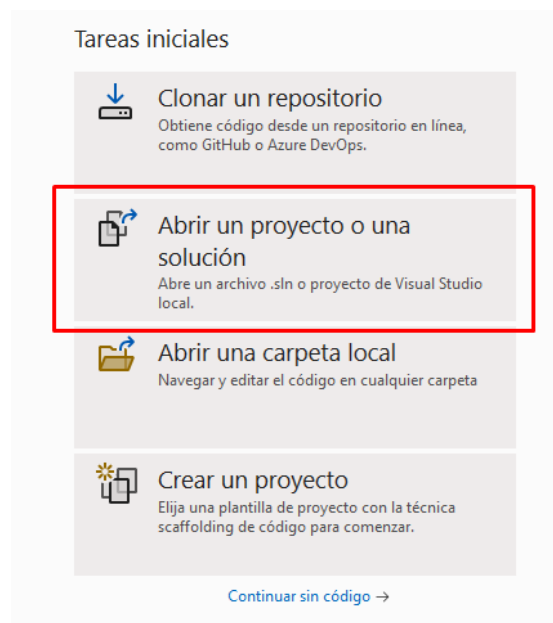 Tareas iniciales
Clonar un repositorio
Obtiene código desde un repositorio en línea,
como GitHub o Azure DevOps.
Abrir un proyecto o una
solución
Abre un archivo .sln o proyecto de Visual Studio
local.
Abrir una carpeta local
Navegar y editar el código en cualquier carpeta
Crear un proyecto
Elija una plantilla de proyecto con la técnica
scaffolding de código para comenzar.
Continuar sin código →